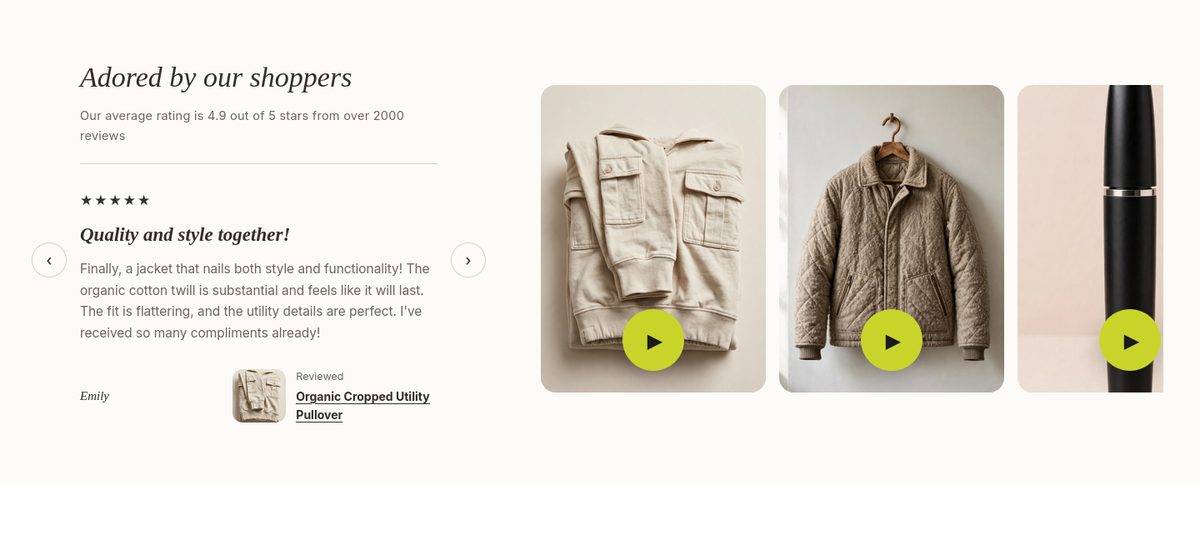 Adored by our shoppers
Our average rating is 4.9 out of 5 stars from over 2000
reviews
★★★★★
Quality and style together!
Finally, a jacket that nails both style and functionality! The
organic cotton twill is substantial and feels like it will last.
The fit is flattering, and the utility details are perfect. I've
received so many compliments already!
Emily
Reviewed
Organic Cropped Utility
Pullover